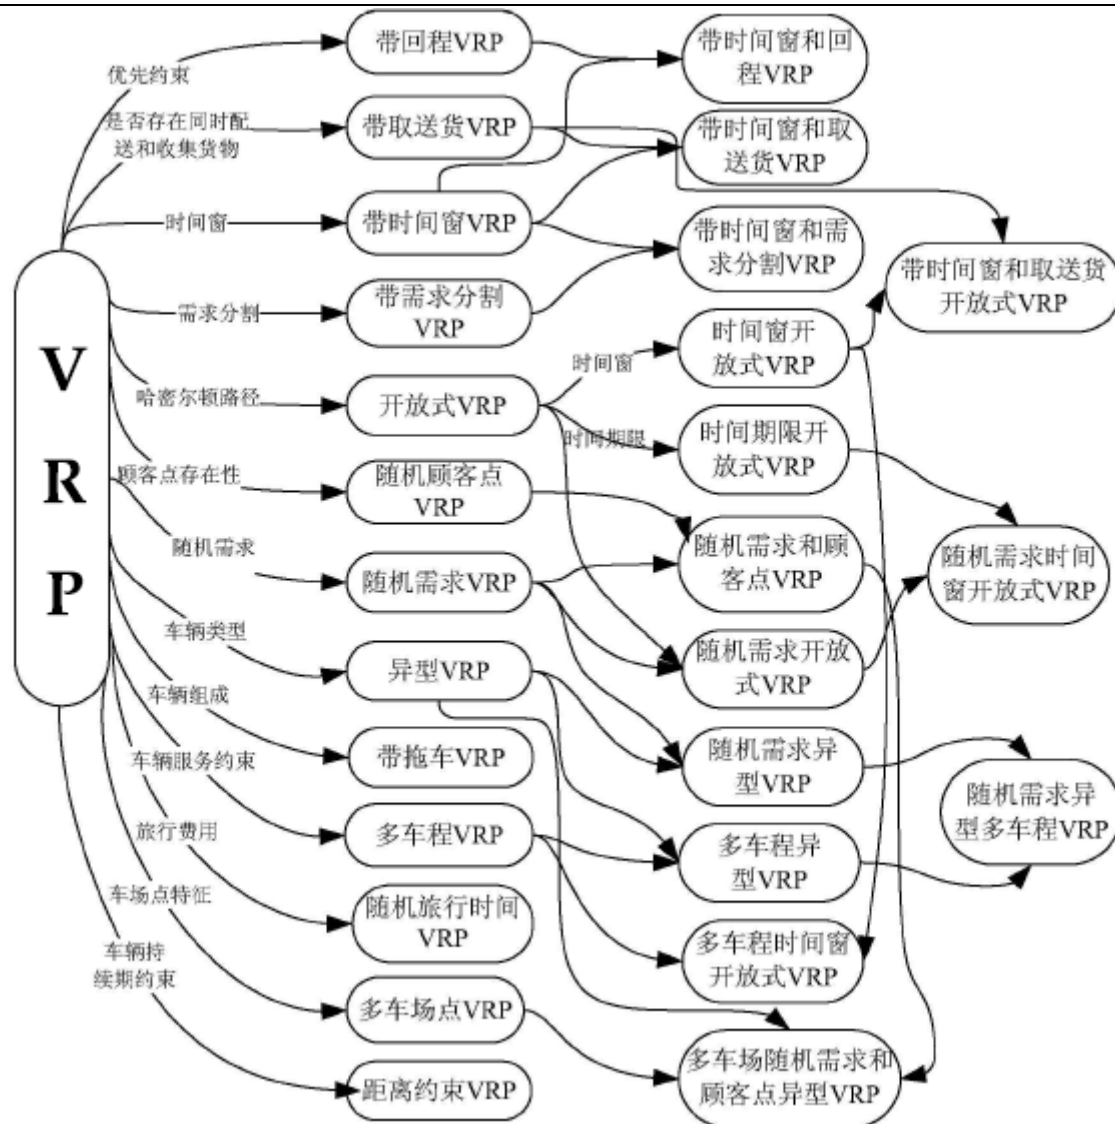 V
R
P
优先约束
是否存在同时配
送和收集货物
时间窗
需求分割
哈密尔顿路径
顾客点存在性
随机需求
车辆类型
车辆组成
车辆服务约束
旅行费用
车场点特征
车辆持
续期约束
带回程VRP
带取送货VRP
带时间窗VRP
带需求分割
VRP
开放式VRP
随机顾客点
VRP
随机需求VRP
异型VRP
带拖车VRP
多车程VRP
随机旅行时间
VRP
多车场点VRP
距离约束VRP
时间窗
时间期限
带时间窗和回
程VRP
带时间窗和取
送货VRP
带时间窗和需
求分割VRP
时间窗开
放式VRP
时间期限开
放式VRP
随机需求和顾
客点VRP
随机需求开放
式VRP
随机需求异
型VRP
多车程异
型VRP
多车程时间窗
开放式VRP
多车场随机需求和
顾客点异型VRP
带时间窗和取送货
开放式VRP
随机需求时间
窗开放式VRP
随机需求异
型多车程VRP